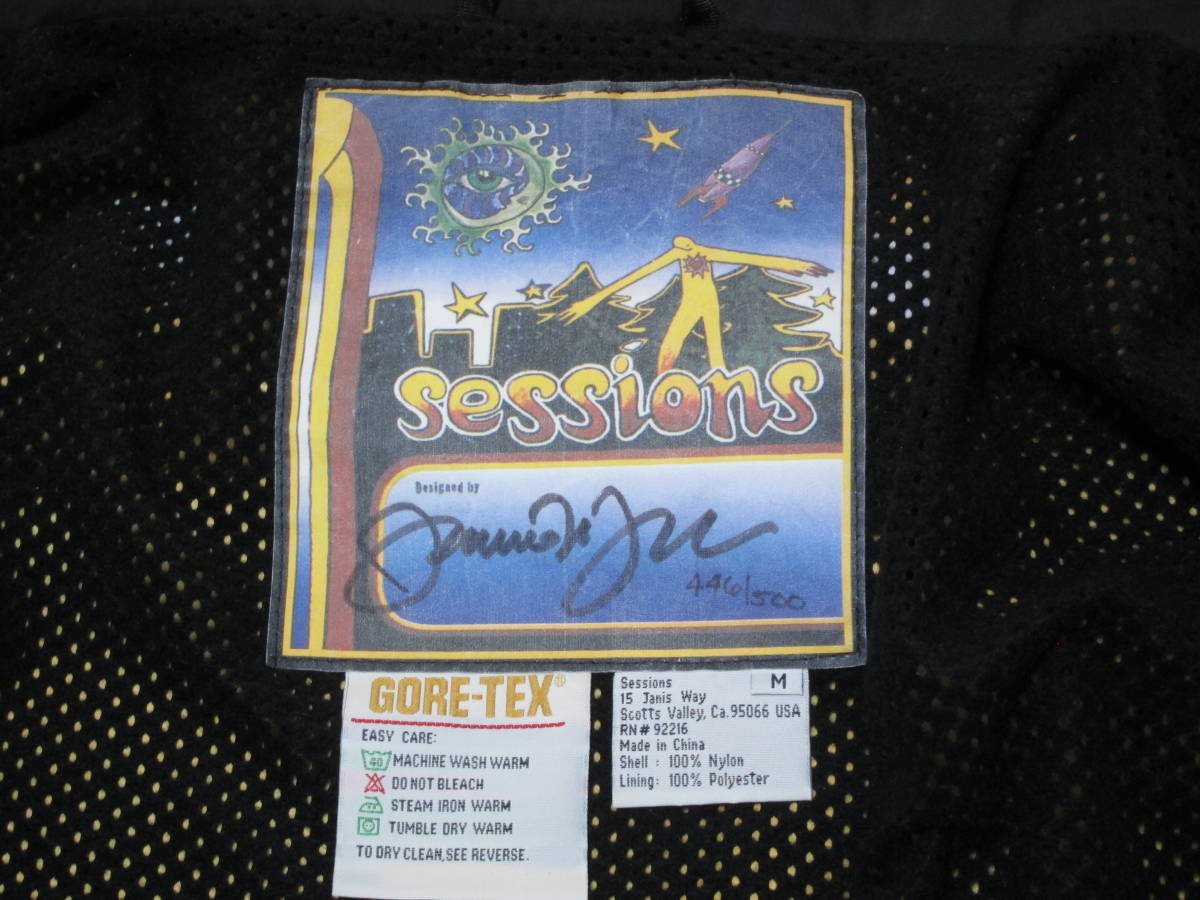 sessions
Designed by
446/500
GORE-TEX®
EASY CARE:
40 MACHINE WASH WARM
DO NOT BLEACH
STEAM IRON WARM
TUMBLE DRY WARM
TO DRY CLEAN, SEE REVERSE.
M
Sessions
15 Janis Way
Scotts Valley, Ca. 95066 USA
RN# 92216
Made in China
Shell : 100% Nylon
Lining: 100% Polyester